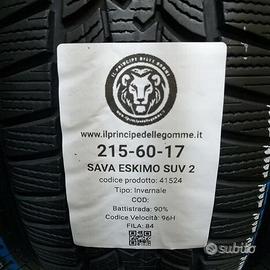 IL PRINCIPE DELLE GOMME
www.ilprincipedellegomme.it
215-60-17
SAVA ESKIMO SUV 2
codice prodotto: 41524
Tipo: Invernale
COD:
Battistrada: 90%
Codice Velocità: 96H
FILA: 84
subito